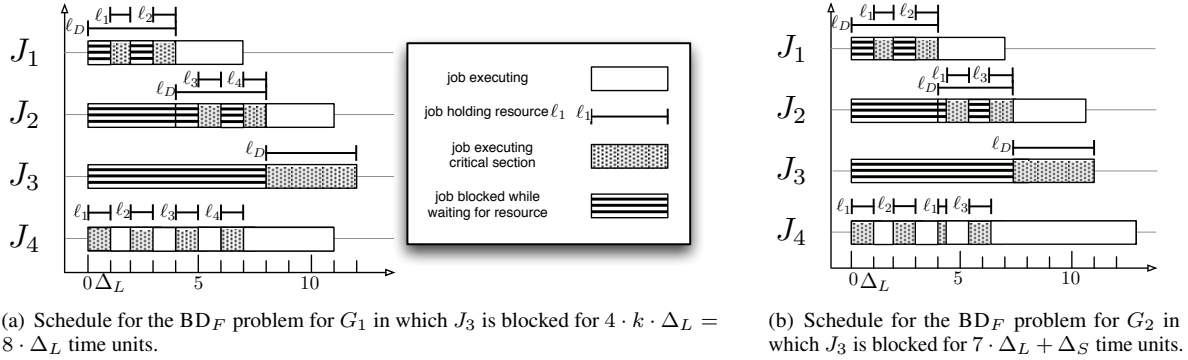 ℓ1 ℓ2
ℓD
J1
ℓ3 ℓ4
ℓD
J2
ℓD
J3
ℓ1 ℓ2 ℓ3 ℓ4
J4
0 ΔL 5 10
job executing
job holding resource ℓ1 ℓ1
job executing
critical section
job blocked while
waiting for resource
ℓ1 ℓ2
ℓD
J1
ℓ1 ℓ3
ℓD
J2
ℓD
J3
ℓ1 ℓ2 ℓ1 ℓ3
J4
0 ΔL 5 10
(a) Schedule for the BDF problem for G1 in which J3 is blocked for 4 · k · ΔL =
8 · ΔL time units.
(b) Schedule for the BDF problem for G2 in
which J3 is blocked for 7 · ΔL + ΔS time units.